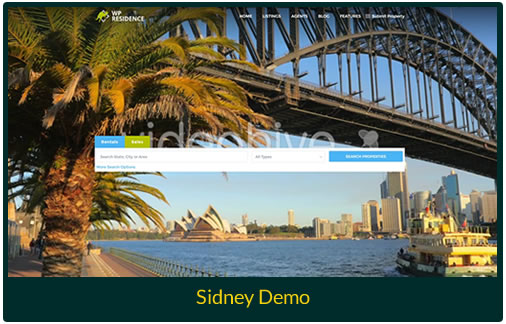 WP
RESIDENCE
HOME LISTINGS AGENTS BLOG FEATURES Submit Property
videohive
Rentals Sales
Search State, City or Area All Types SEARCH PROPERTIES
More Search Options
Sidney Demo